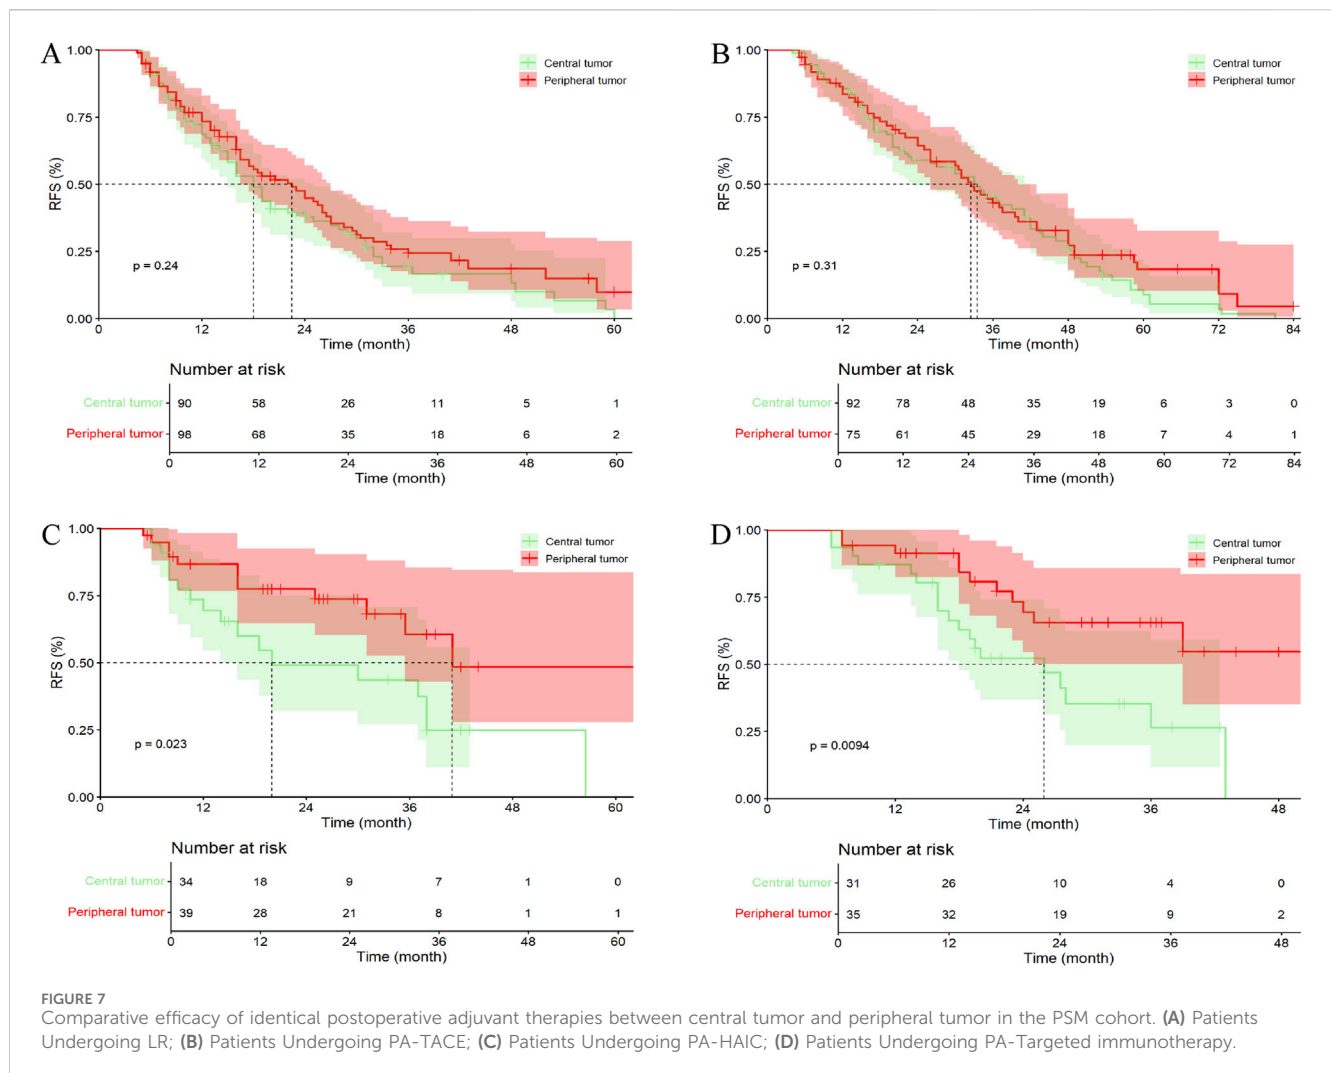 A
1.00
0.75
0.50
0.25
0.00
RFS (%)
Central tumor
Peripheral tumor
p = 0.24
0 12 24 36 48 60
Time (month)
Number at risk
Central tumor 90 58 26 11 5 1
Peripheral tumor 98 68 35 18 6 2
0 12 24 36 48 60
Time (month)
B
1.00
0.75
0.50
0.25
0.00
RFS (%)
Central tumor
Peripheral tumor
p = 0.31
0 12 24 36 48 60 72 84
Time (month)
Number at risk
Central tumor 92 78 48 35 19 6 3 0
Peripheral tumor 75 61 45 29 18 7 4 1
0 12 24 36 48 60 72 84
Time (month)
C
1.00
0.75
0.50
0.25
0.00
RFS (%)
Central tumor
Peripheral tumor
p = 0.023
0 12 24 36 48 60
Time (month)
Number at risk
Central tumor 34 18 9 7 1 0
Peripheral tumor 39 28 21 8 1 1
0 12 24 36 48 60
Time (month)
D
1.00
0.75
0.50
0.25
0.00
RFS (%)
Central tumor
Peripheral tumor
p = 0.0094
0 12 24 36 48
Time (month)
Number at risk
Central tumor 31 26 10 4 0
Peripheral tumor 35 32 19 9 2
0 12 24 36 48
Time (month)
FIGURE 7
Comparative efficacy of identical postoperative adjuvant therapies between central tumor and peripheral tumor in the PSM cohort. (A) Patients
Undergoing LR; (B) Patients Undergoing PA-TACE; (C) Patients Undergoing PA-HAIC; (D) Patients Undergoing PA-Targeted immunotherapy.